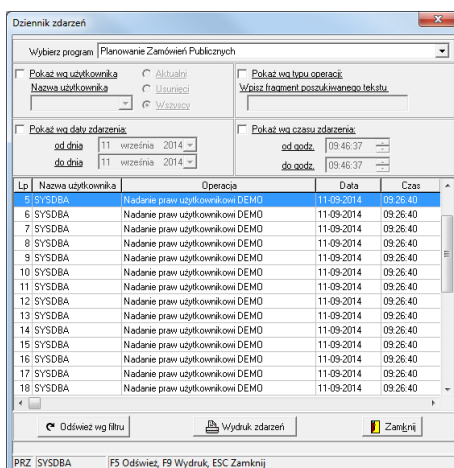 Dziennik zdarzeń
Wybierz program Planowanie Zamówień Publicznych
Pokaż wg użytkownika Aktualni Pokaż wg typu operacji:
Nazwa użytkownika Usunięci Wpisz fragment poszukiwanego tekstu
Wszyscy
Pokaż wg daty zdarzenia: Pokaż wg czasu zdarzenia:
od dnia 11 września 2014 od godz. 09:46:37
do dnia 11 września 2014 do godz. 09:46:37
Lp Nazwa użytkownika Operacja Data Czas
5 SYSDBA Nadanie praw użytkownikowi DEMO 11-09-2014 09:26:40
6 SYSDBA Nadanie praw użytkownikowi DEMO 11-09-2014 09:26:40
7 SYSDBA Nadanie praw użytkownikowi DEMO 11-09-2014 09:26:40
8 SYSDBA Nadanie praw użytkownikowi DEMO 11-09-2014 09:26:40
9 SYSDBA Nadanie praw użytkownikowi DEMO 11-09-2014 09:26:40
10 SYSDBA Nadanie praw użytkownikowi DEMO 11-09-2014 09:26:40
11 SYSDBA Nadanie praw użytkownikowi DEMO 11-09-2014 09:26:40
12 SYSDBA Nadanie praw użytkownikowi DEMO 11-09-2014 09:26:40
13 SYSDBA Nadanie praw użytkownikowi DEMO 11-09-2014 09:26:40
14 SYSDBA Nadanie praw użytkownikowi DEMO 11-09-2014 09:26:40
15 SYSDBA Nadanie praw użytkownikowi DEMO 11-09-2014 09:26:40
16 SYSDBA Nadanie praw użytkownikowi DEMO 11-09-2014 09:26:40
17 SYSDBA Nadanie praw użytkownikowi DEMO 11-09-2014 09:26:40
18 SYSDBA Nadanie praw użytkownikowi DEMO 11-09-2014 09:26:40
Odśwież wg filtru Wydruk zdarzeń Zamknij
PRZ SYSDBA F5 Odśwież, F9 Wydruk, ESC Zamknij